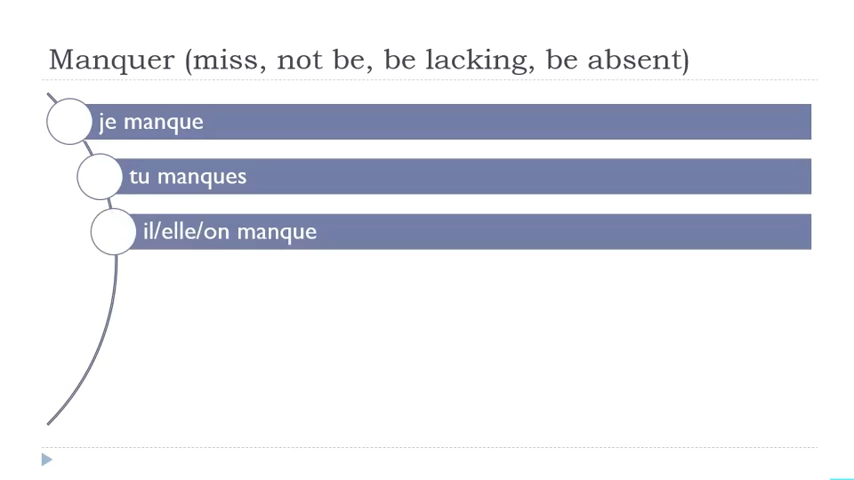 Manquer (miss, not be, be lacking, be absent)
je manque
tu manques
il/elle/on manque